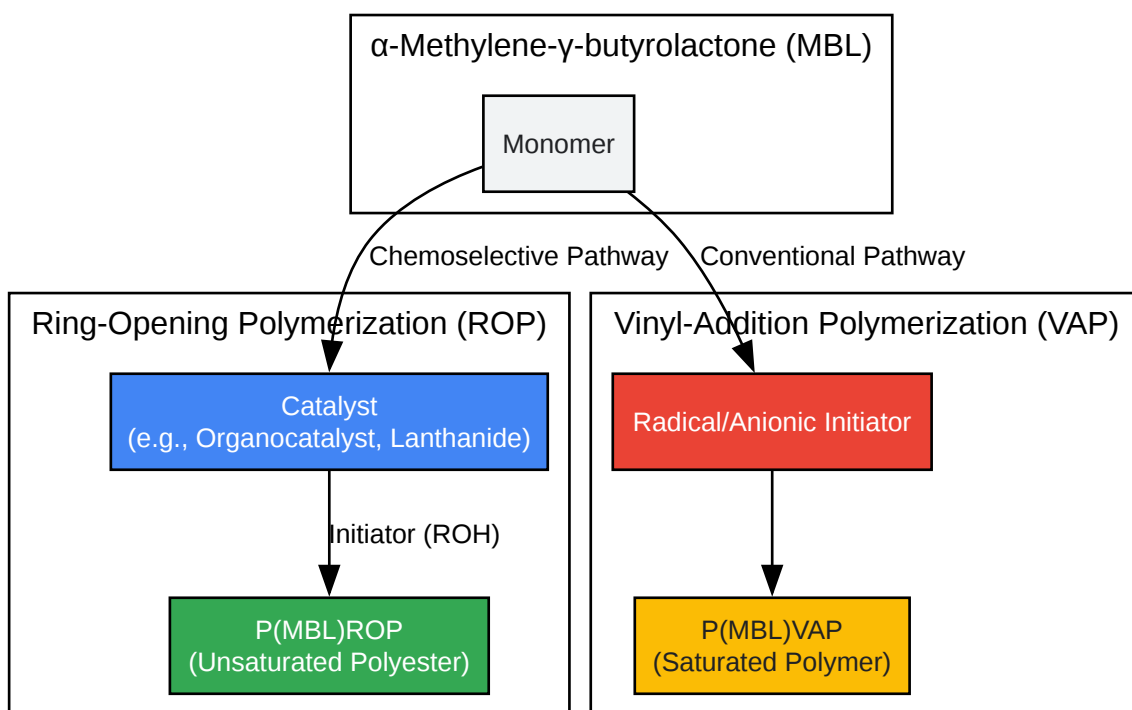 α-Methylene-γ-butyrolactone (MBL)
Monomer
Chemoselective Pathway
Conventional Pathway
Ring-Opening Polymerization (ROP)
Vinyl-Addition Polymerization (VAP)
Catalyst
(e.g., Organocatalyst, Lanthanide)
Radical/Anionic Initiator
Initiator (ROH)
P(MBL)ROP
(Unsaturated Polyester)
P(MBL)VAP
(Saturated Polymer)